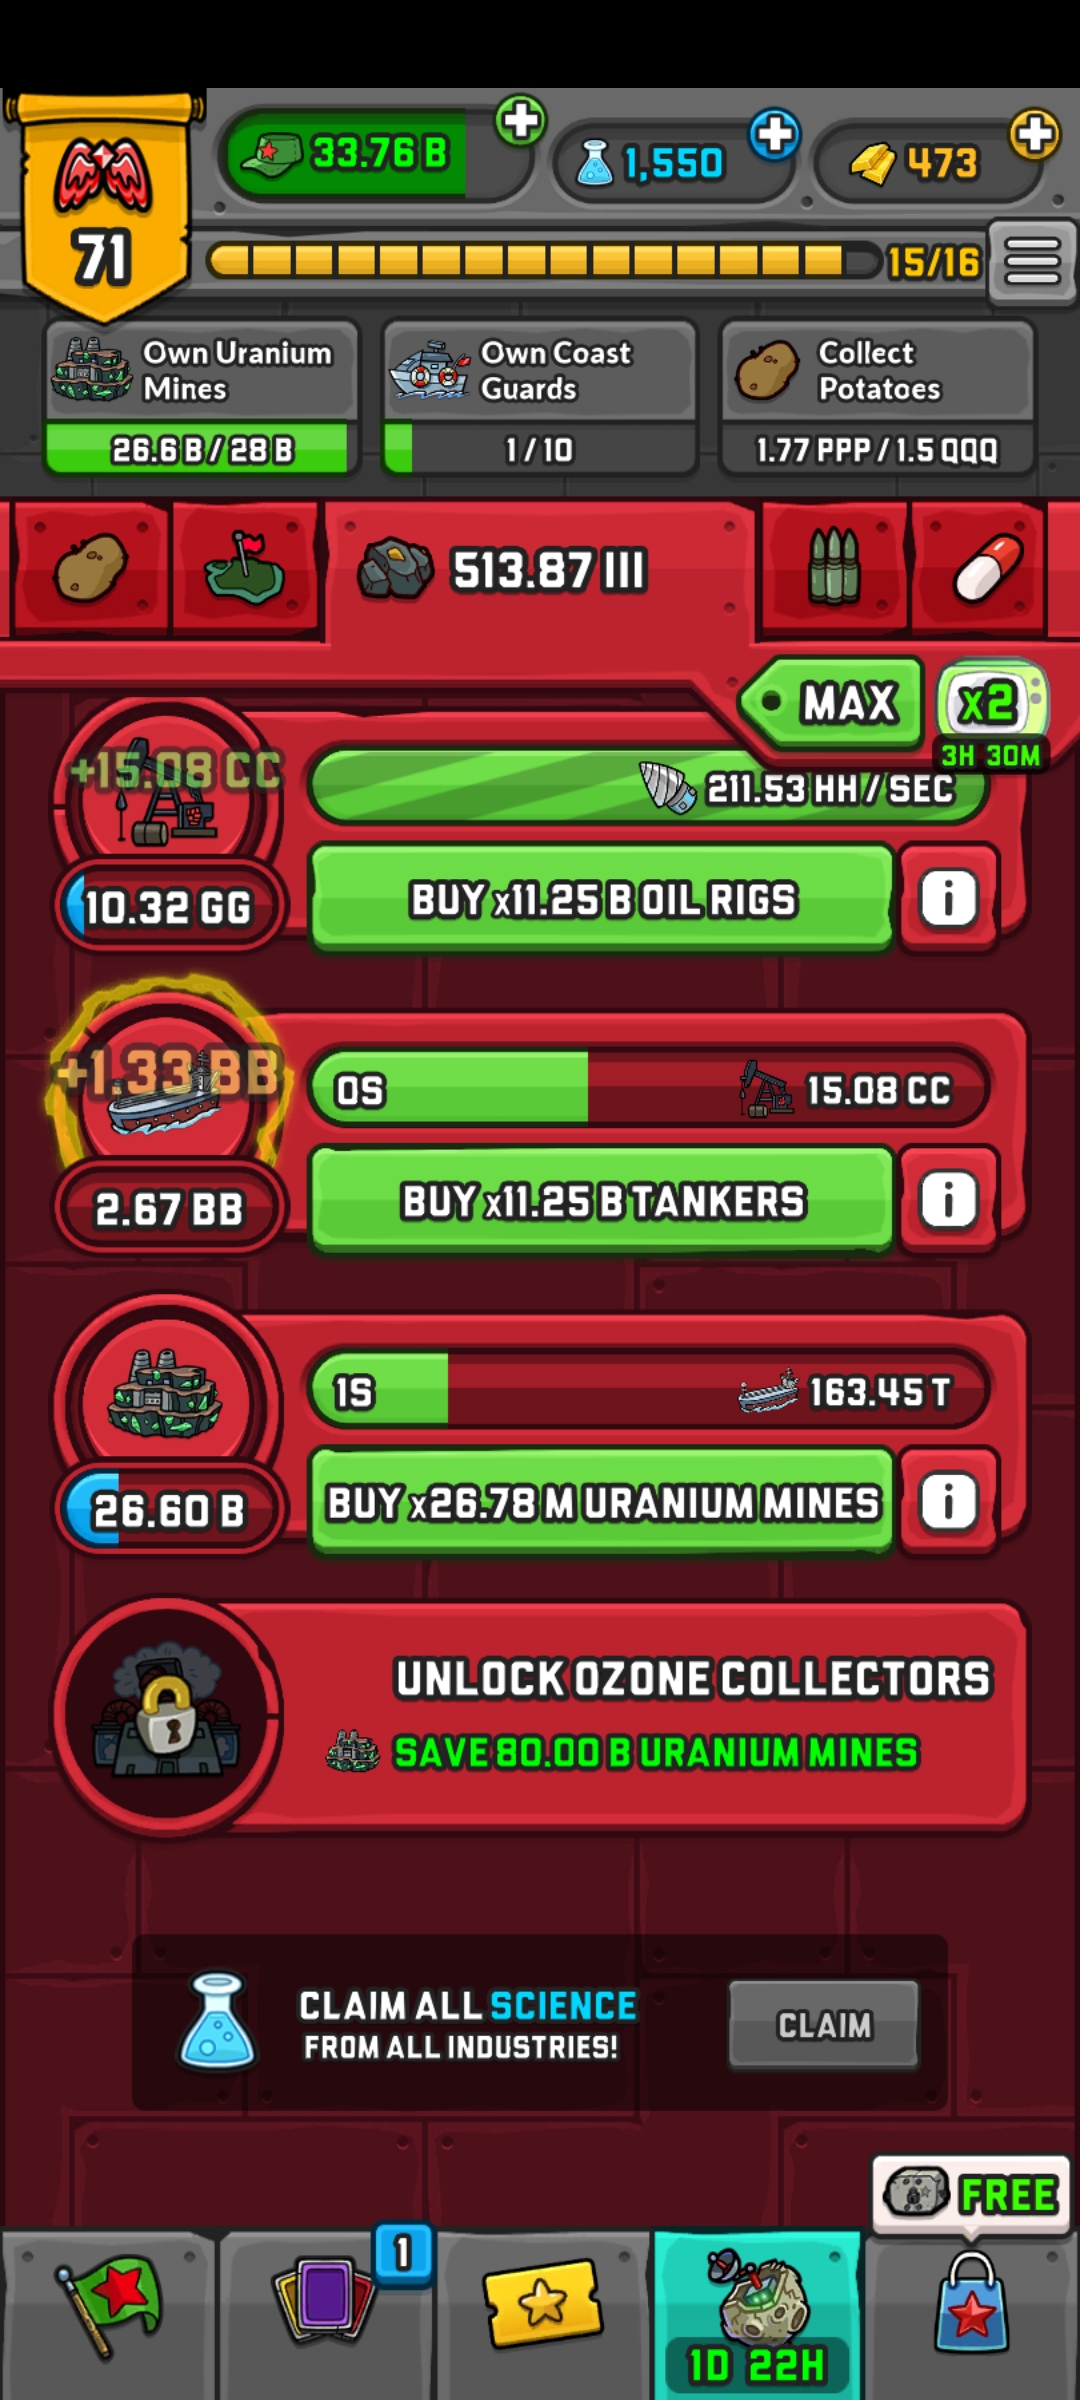 33.76 B
1,550
473
71
15/16
Own Uranium
Mines
26.6 B / 28 B
Own Coast
Guards
1 / 10
Collect
Potatoes
1.77 PPP / 1.5 QQQ
513.87 III
MAX
x2
3H 30M
+15.08 CC
211.53 HH / SEC
10.32 GG
BUY x11.25 B OIL RIGS
i
+1.33 BB
0S
15.08 CC
2.67 BB
BUY x11.25 B TANKERS
i
1S
163.45 T
26.60 B
BUY x26.78 M URANIUM MINES
i
UNLOCK OZONE COLLECTORS
SAVE 80.00 B URANIUM MINES
CLAIM ALL SCIENCE
FROM ALL INDUSTRIES!
CLAIM
FREE
1
1D 22H